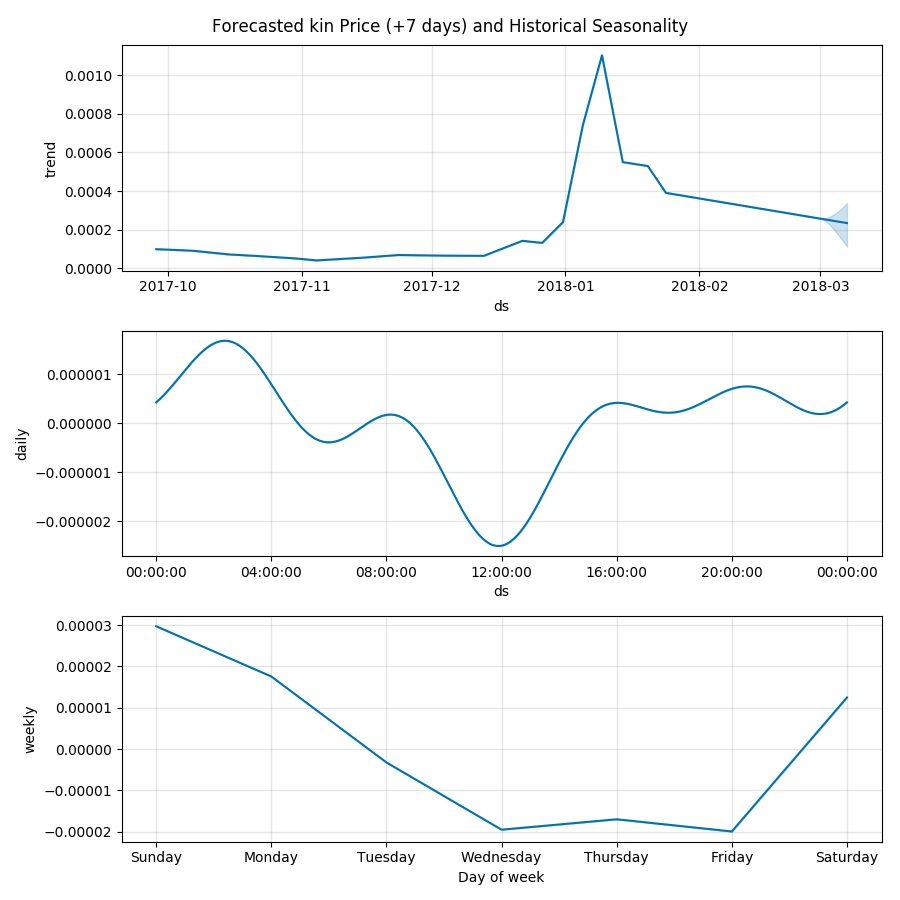 Forecasted kin Price (+7 days) and Historical Seasonality
0.0010
0.0008
0.0006
0.0004
0.0002
0.0000
trend
2017-10 2017-11 2017-12 2018-01 2018-02 2018-03
ds
0.000001
0.000000
−0.000001
−0.000002
daily
00:00:00 04:00:00 08:00:00 12:00:00 16:00:00 20:00:00 00:00:00
ds
0.00003
0.00002
0.00001
0.00000
−0.00001
−0.00002
weekly
Sunday Monday Tuesday Wednesday Thursday Friday Saturday
Day of week